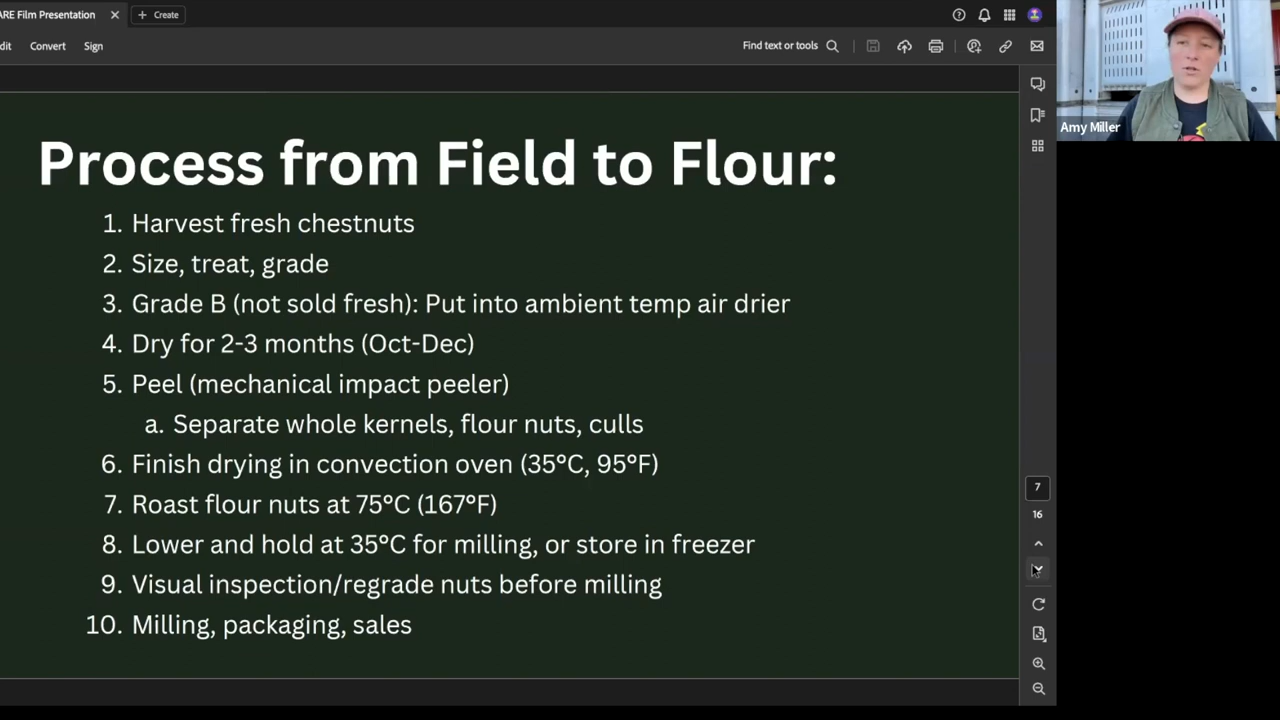 ARE Film Presentation
Create
dit
Convert
Sign
Find text or tools
Amy Miller
Process from Field to Flour:
1. Harvest fresh chestnuts
2. Size, treat, grade
3. Grade B (not sold fresh): Put into ambient temp air drier
4. Dry for 2-3 months (Oct-Dec)
5. Peel (mechanical impact peeler)
a. Separate whole kernels, flour nuts, culls
6. Finish drying in convection oven (35°C, 95°F)
7. Roast flour nuts at 75°C (167°F)
8. Lower and hold at 35°C for milling, or store in freezer
9. Visual inspection/regrade nuts before milling
10. Milling, packaging, sales
7
16